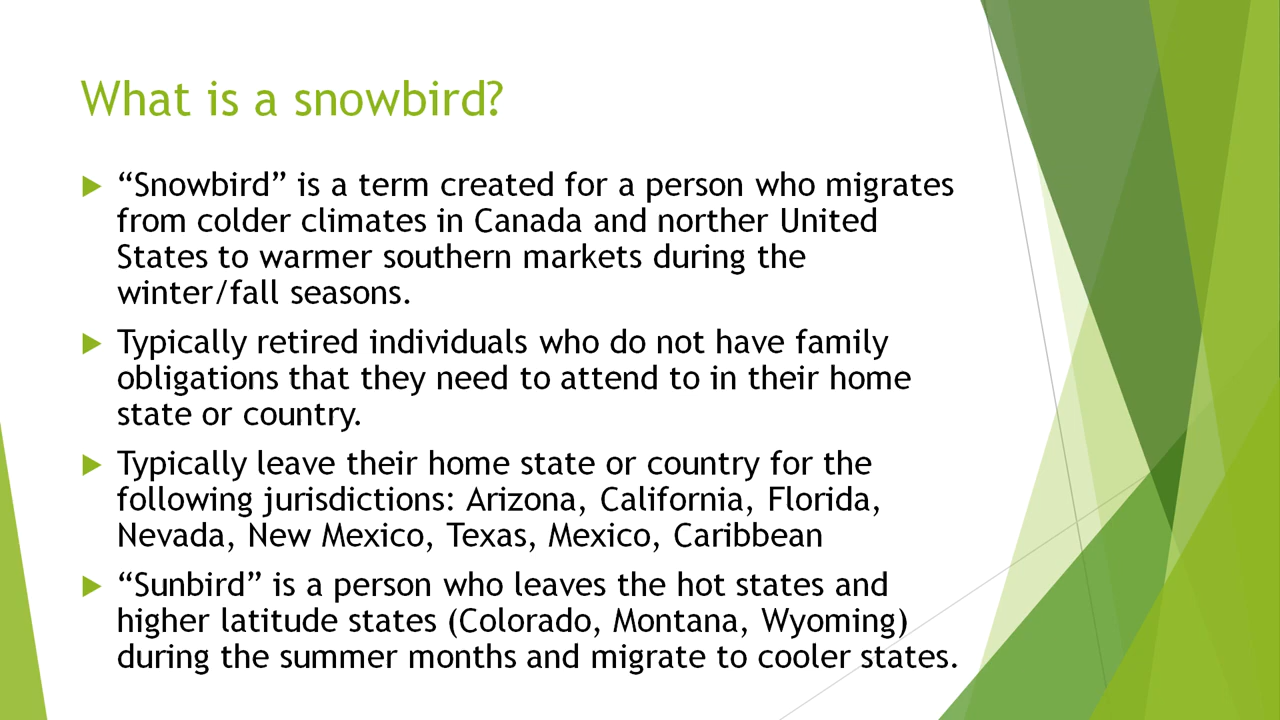 What is a snowbird?
“Snowbird” is a term created for a person who migrates
from colder climates in Canada and norther United
States to warmer southern markets during the
winter/fall seasons.
Typically retired individuals who do not have family
obligations that they need to attend to in their home
state or country.
Typically leave their home state or country for the
following jurisdictions: Arizona, California, Florida,
Nevada, New Mexico, Texas, Mexico, Caribbean
“Sunbird” is a person who leaves the hot states and
higher latitude states (Colorado, Montana, Wyoming)
during the summer months and migrate to cooler states.